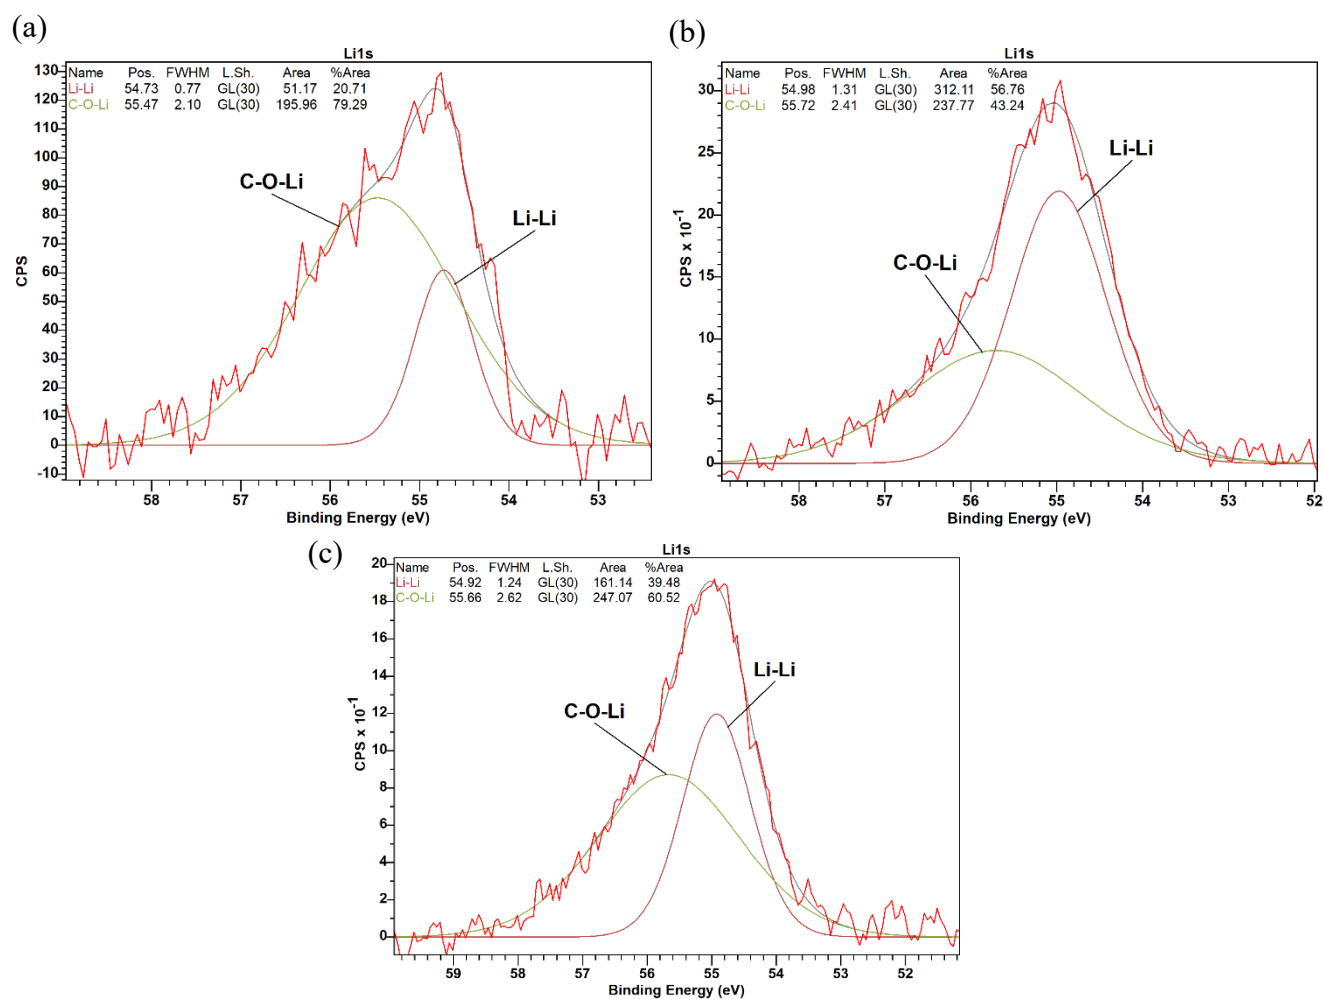 (a)
Li1s
Name Pos. FWHM L.Sh. Area %Area
Li-Li 54.73 0.77 GL(30) 51.17 20.71
C-O-Li 55.47 2.10 GL(30) 195.96 79.29
130
120
110
100
90
80
70
60
50
40
30
20
10
0
-10
CPS
C-O-Li
Li-Li
58 57 56 55 54 53
Binding Energy (eV)
(b)
Li1s
Name Pos. FWHM L.Sh. Area %Area
Li-Li 54.98 1.31 GL(30) 312.11 56.76
C-O-Li 55.72 2.41 GL(30) 237.77 43.24
30
25
20
15
10
5
0
CPS x 10⁻¹
Li-Li
C-O-Li
58 57 56 55 54 53 52
Binding Energy (eV)
(c)
Li1s
Name Pos. FWHM L.Sh. Area %Area
Li-Li 54.92 1.24 GL(30) 161.14 39.48
C-O-Li 55.66 2.62 GL(30) 247.07 60.52
20
18
16
14
12
10
8
6
4
2
0
CPS x 10⁻¹
Li-Li
C-O-Li
59 58 57 56 55 54 53 52
Binding Energy (eV)